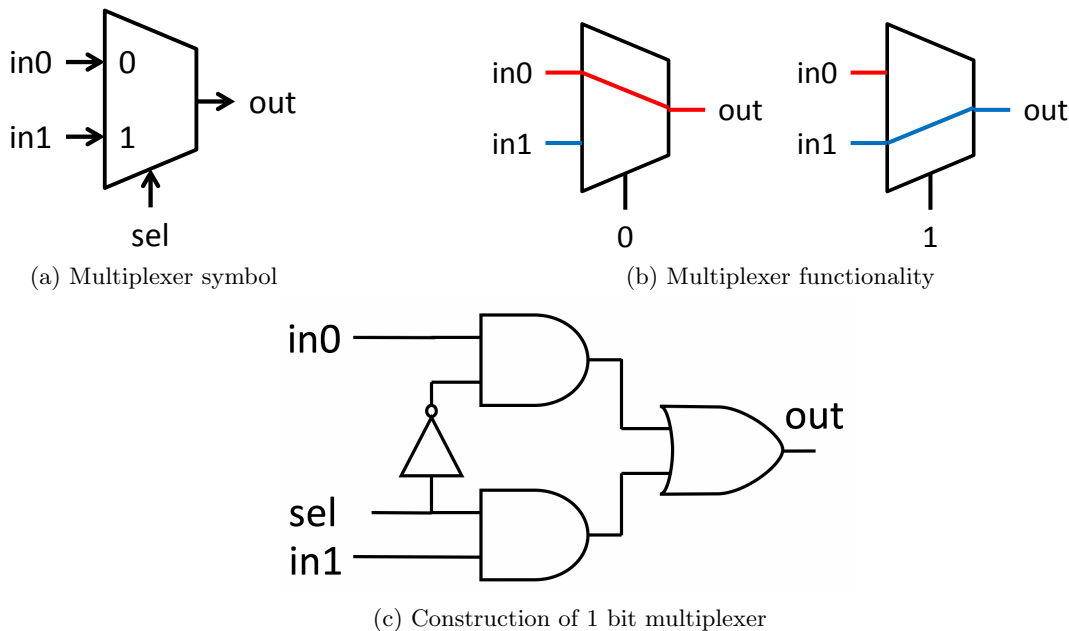 in0
0
in1
1
out
sel
(a) Multiplexer symbol
in0
in1
out
0
in0
in1
out
1
(b) Multiplexer functionality
in0
sel
in1
out
(c) Construction of 1 bit multiplexer